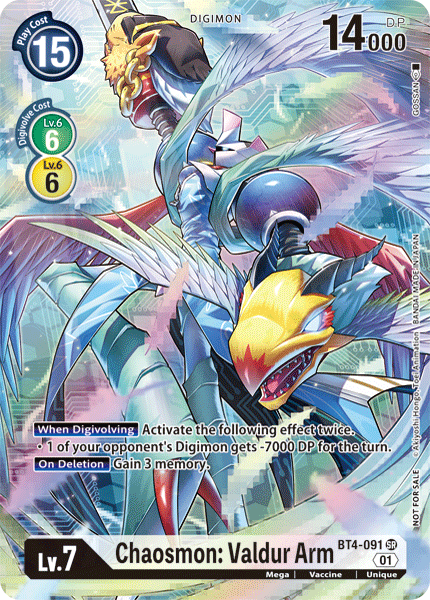 Play Cost
15
DIGIMON
DP
14000
Digivolve Cost
Lv.6
6
Lv.6
6
GOSSAN
© Akiyoshi Hongo, Toei Animation BANDAI MADE IN JAPAN
NOT FOR SALE
When Digivolving Activate the following effect twice.
• 1 of your opponent's Digimon gets -7000 DP for the turn.
On Deletion Gain 3 memory.
Lv.7
Chaosmon: Valdur Arm
BT4-091 SR
01
Mega Vaccine Unique